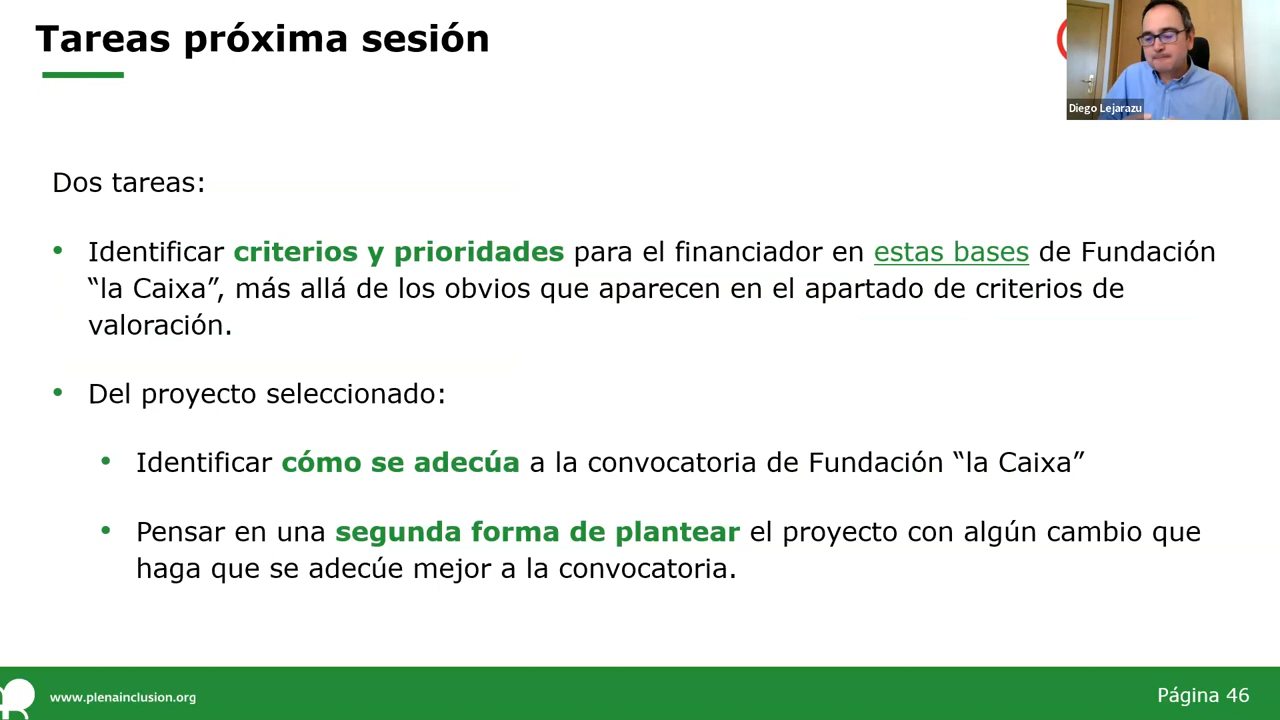 Tareas próxima sesión
Diego Lejarazu
Dos tareas:
• Identificar criterios y prioridades para el financiador en estas bases de Fundación
“la Caixa”, más allá de los obvios que aparecen en el apartado de criterios de
valoración.
• Del proyecto seleccionado:
• Identificar cómo se adecúa a la convocatoria de Fundación “la Caixa”
• Pensar en una segunda forma de plantear el proyecto con algún cambio que
haga que se adecúe mejor a la convocatoria.
www.plenainclusion.org
Página 46